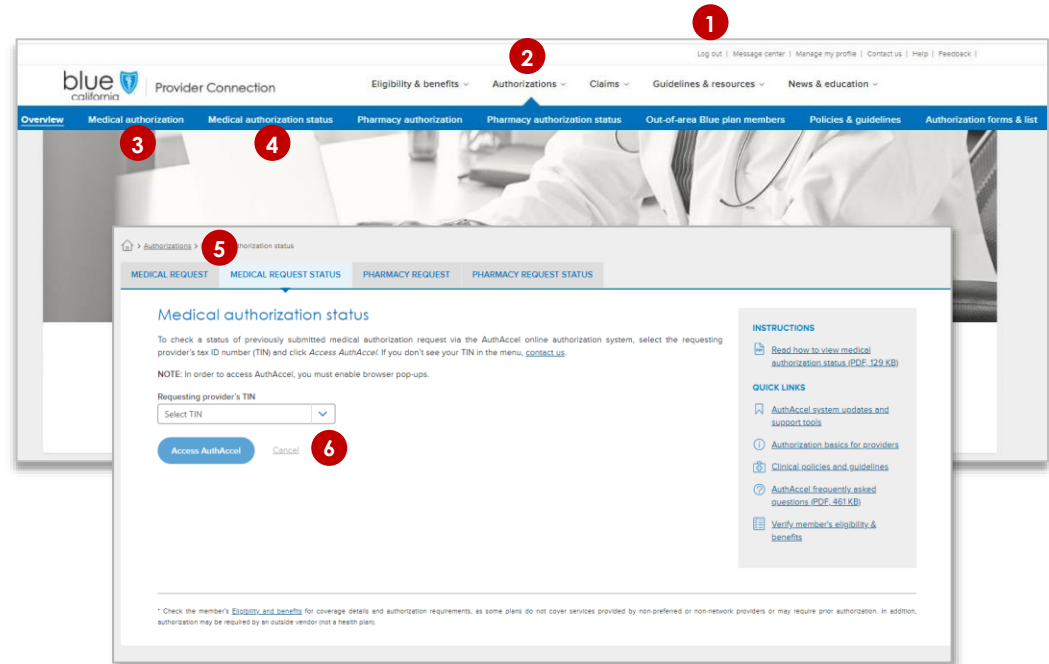 1
Log out | Message center | Manage my profile | Contact us | Help | Feedback |
2
blue
california
Provider Connection
Eligibility & benefits
Authorizations
Claims
Guidelines & resources
News & education
Overview
Medical authorization
Medical authorization status
Pharmacy authorization
Pharmacy authorization status
Out-of-area Blue plan members
Policies & guidelines
Authorization forms & list
3
4
> Authorizations >
5
thorization status
MEDICAL REQUEST
MEDICAL REQUEST STATUS
PHARMACY REQUEST
PHARMACY REQUEST STATUS
Medical authorization status
To check a status of previously submitted medical authorization request via the AuthAccel online authorization system, select the requesting
provider's tax ID number (TIN) and click Access AuthAccel. If you don't see your TIN in the menu, contact us.
NOTE: In order to access AuthAccel, you must enable browser pop-ups.
Requesting provider's TIN
Select TIN
Access AuthAccel
Cancel
6
INSTRUCTIONS
Read how to view medical
authorization status (PDF, 129 KB)
QUICK LINKS
AuthAccel system updates and
support tools
Authorization basics for providers
Clinical policies and guidelines
AuthAccel frequently asked
questions (PDF, 461 KB)
Verify member's eligibility &
benefits
* Check the member's Eligibility and benefits for coverage details and authorization requirements, as some plans do not cover services provided by non-preferred or non-network providers or may require prior authorization. In addition,
authorization may be required by an outside vendor (not a health plan).